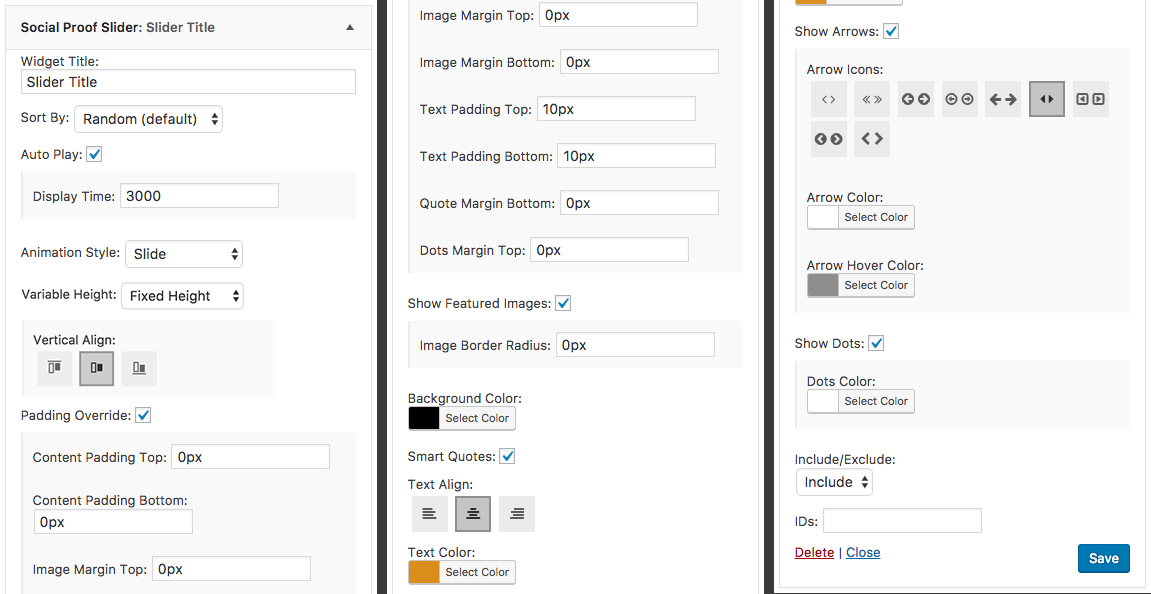 Social Proof Slider: Slider Title
Widget Title:
Slider Title
Sort By: Random (default)
Auto Play:
Display Time: 3000
Animation Style: Slide
Variable Height: Fixed Height
Vertical Align:
Padding Override:
Content Padding Top: 0px
Content Padding Bottom:
0px
Image Margin Top: 0px
Image Margin Top: 0px
Image Margin Bottom: 0px
Text Padding Top: 10px
Text Padding Bottom: 10px
Quote Margin Bottom: 0px
Dots Margin Top: 0px
Show Featured Images:
Image Border Radius: 0px
Background Color:
Select Color
Smart Quotes:
Text Align:
Text Color:
Select Color
Show Arrows:
Arrow Icons:
Arrow Color:
Select Color
Arrow Hover Color:
Select Color
Show Dots:
Dots Color:
Select Color
Include/Exclude:
Include
IDs:
Delete | Close
Save